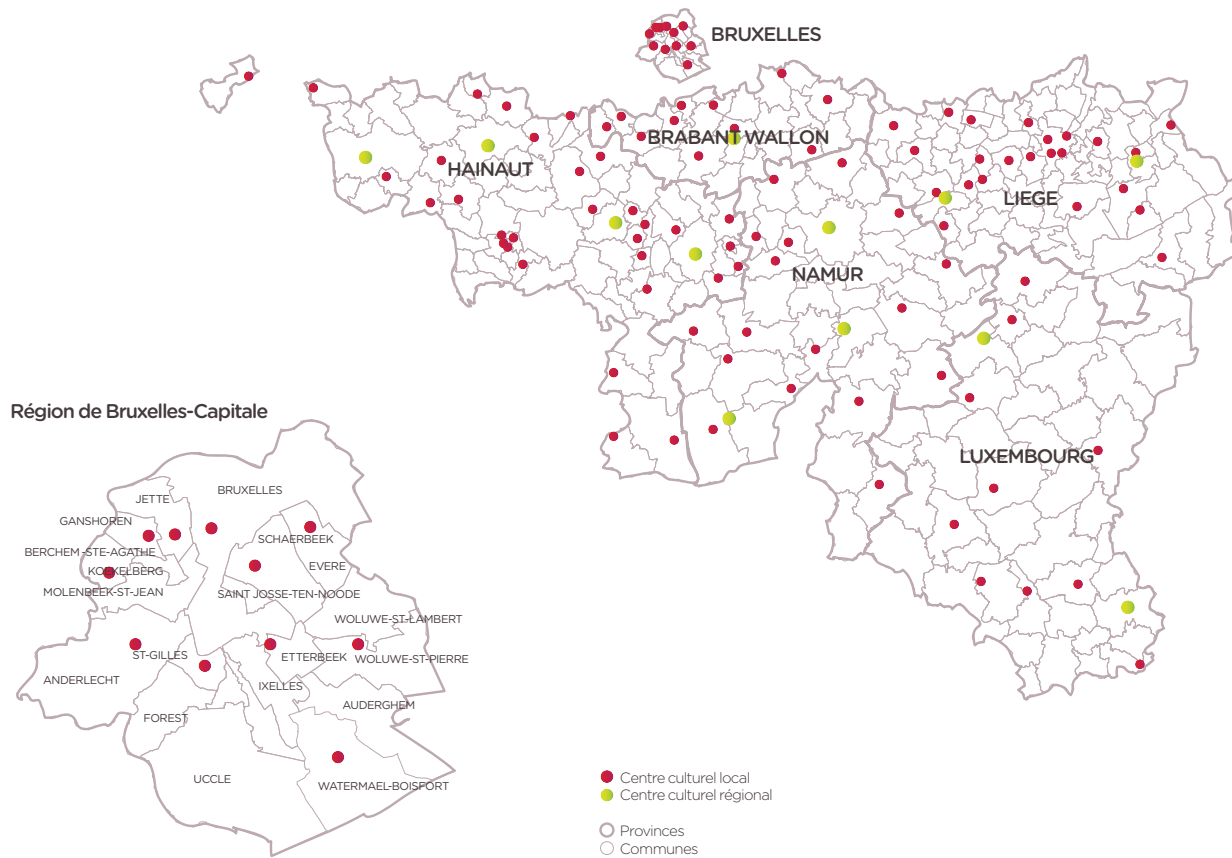 BRUXELLES
BRABANT WALLON
HAINAUT
LIEGE
NAMUR
LUXEMBOURG
Région de Bruxelles-Capitale
BRUXELLES
JETTE
GANSHOREN
SCHAERBEEK
BERCHEM-STE-AGATHE
EVERE
KOEKELBERG
MOLENBEEK-ST-JEAN
SAINT JOSSE-TEN-NOODE
WOLUWE-ST-LAMBERT
ST-GILLES
ETTERBEEK
WOLUWE-ST-PIERRE
ANDERLECHT
IXELLES
AUDERGHEM
FOREST
UCCLE
WATERMAEL-BOISFORT
Centre culturel local
Centre culturel régional
Provinces
Communes